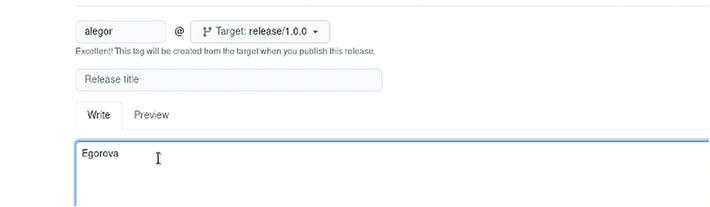 alegor @ Target: release/1.0.0
Excellent! This tag will be created from the target when you publish this release.
Release title
Write Preview
Egorova